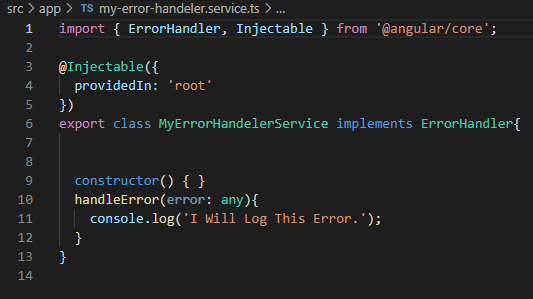 src > app > TS my-error-handeler.service.ts > ...
1 import { ErrorHandler, Injectable } from '@angular/core';
2
3 @Injectable({
4 providedIn: 'root'
5 })
6 export class MyErrorHandelerService implements ErrorHandler{
7
8
9 constructor() { }
10 handleError(error: any){
11 console.log('I Will Log This Error.');
12 }
13 }
14